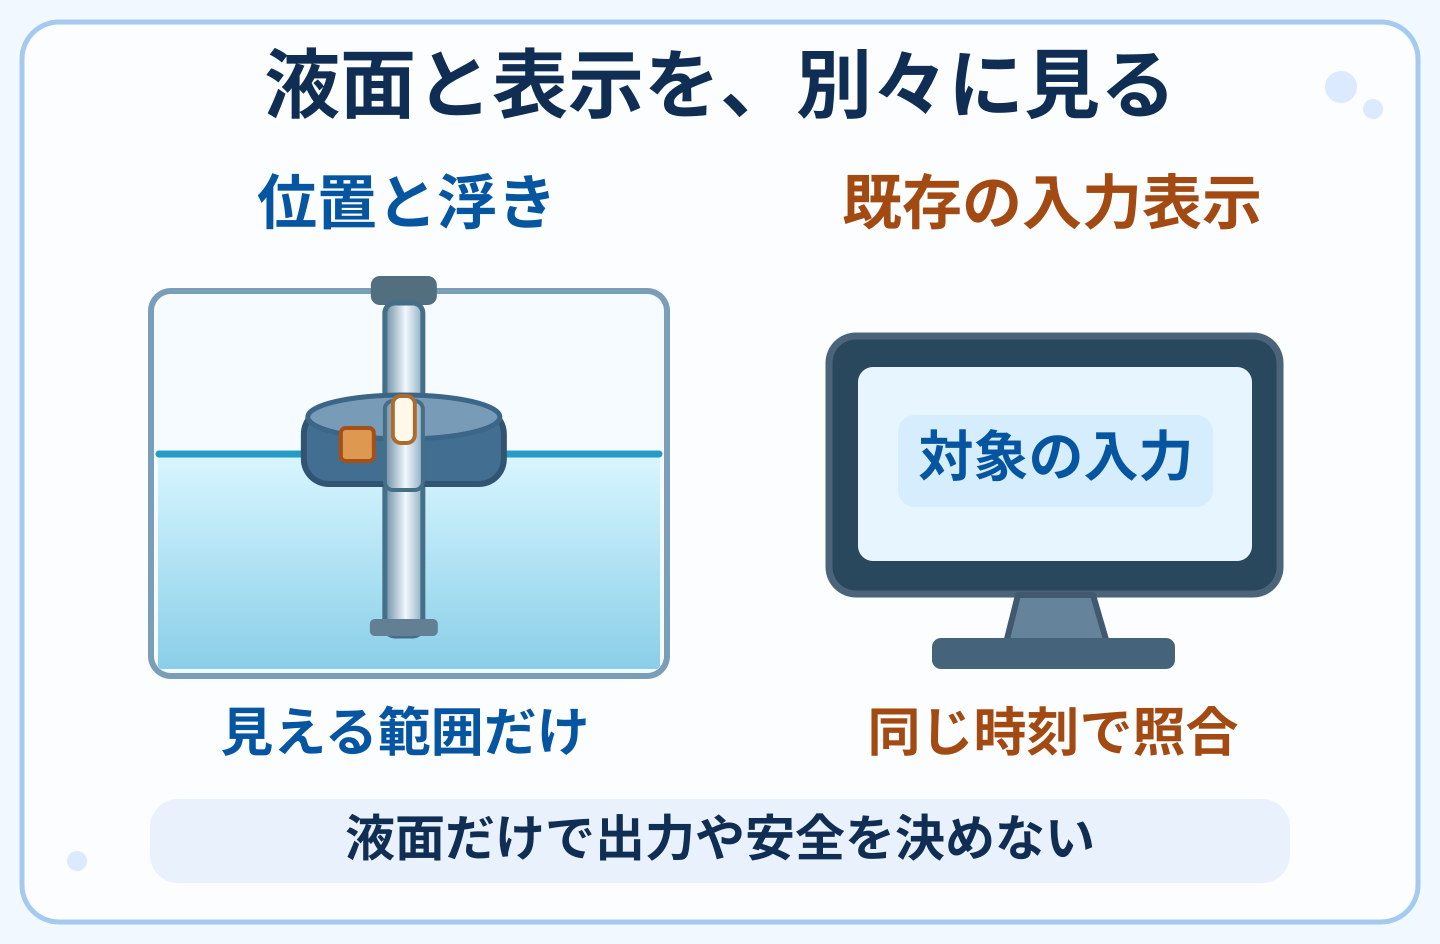 液面と表示を、別々に見る
位置と浮き
既存の入力表示
対象の入力
見える範囲だけ
同じ時刻で照合
液面だけで出力や安全を決めない